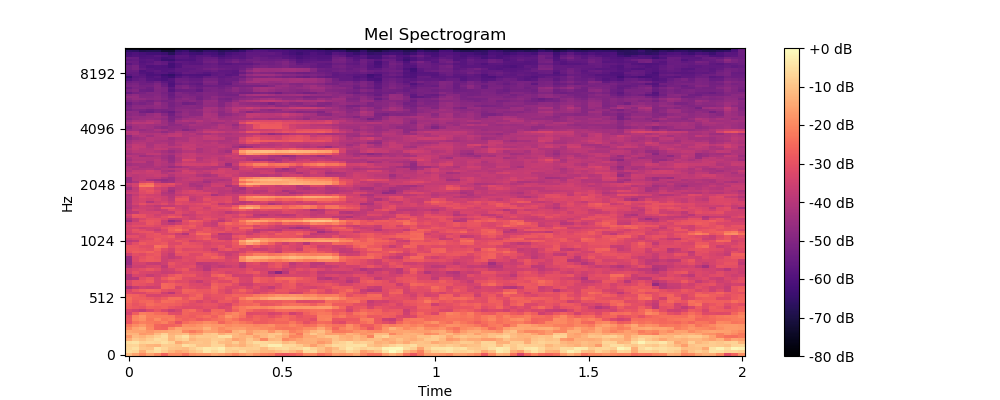 Mel Spectrogram
Hz
8192
4096
2048
1024
512
0
0
0.5
1
1.5
2
Time
+0 dB
-10 dB
-20 dB
-30 dB
-40 dB
-50 dB
-60 dB
-70 dB
-80 dB